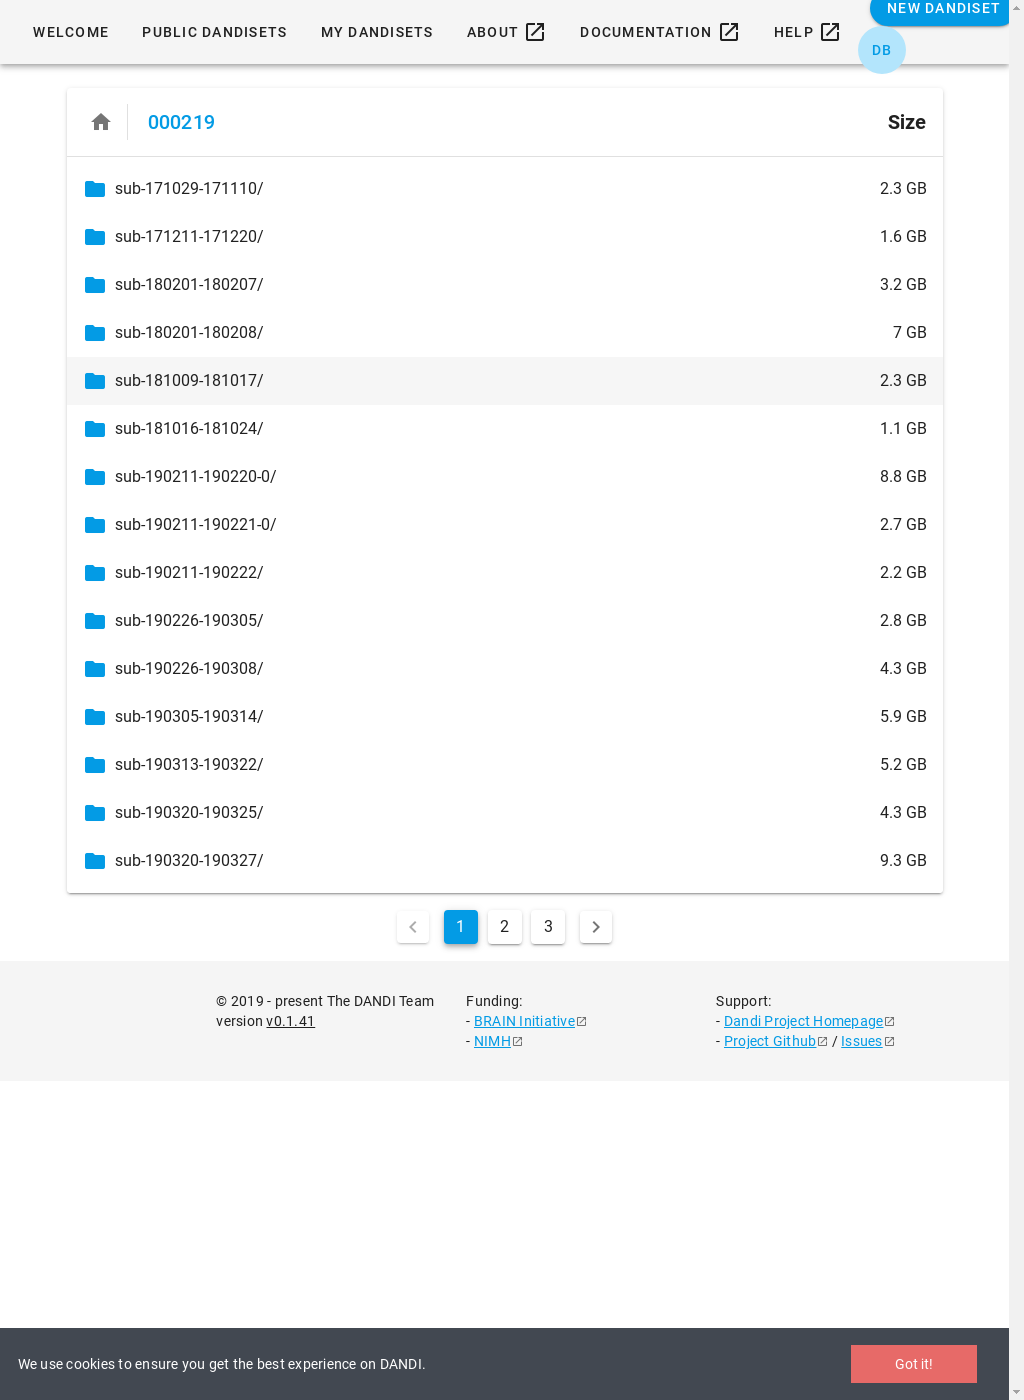 WELCOME PUBLIC DANDISETS MY DANDISETS ABOUT DOCUMENTATION HELP NEW DANDISET
DB
000219 Size
sub-171029-171110/ 2.3 GB
sub-171211-171220/ 1.6 GB
sub-180201-180207/ 3.2 GB
sub-180201-180208/ 7 GB
sub-181009-181017/ 2.3 GB
sub-181016-181024/ 1.1 GB
sub-190211-190220-0/ 8.8 GB
sub-190211-190221-0/ 2.7 GB
sub-190211-190222/ 2.2 GB
sub-190226-190305/ 2.8 GB
sub-190226-190308/ 4.3 GB
sub-190305-190314/ 5.9 GB
sub-190313-190322/ 5.2 GB
sub-190320-190325/ 4.3 GB
sub-190320-190327/ 9.3 GB
1 2 3
© 2019 - present The DANDI Team
version v0.1.41
Funding:
- BRAIN Initiative
- NIMH
Support:
- Dandi Project Homepage
- Project Github / Issues
We use cookies to ensure you get the best experience on DANDI. Got it!